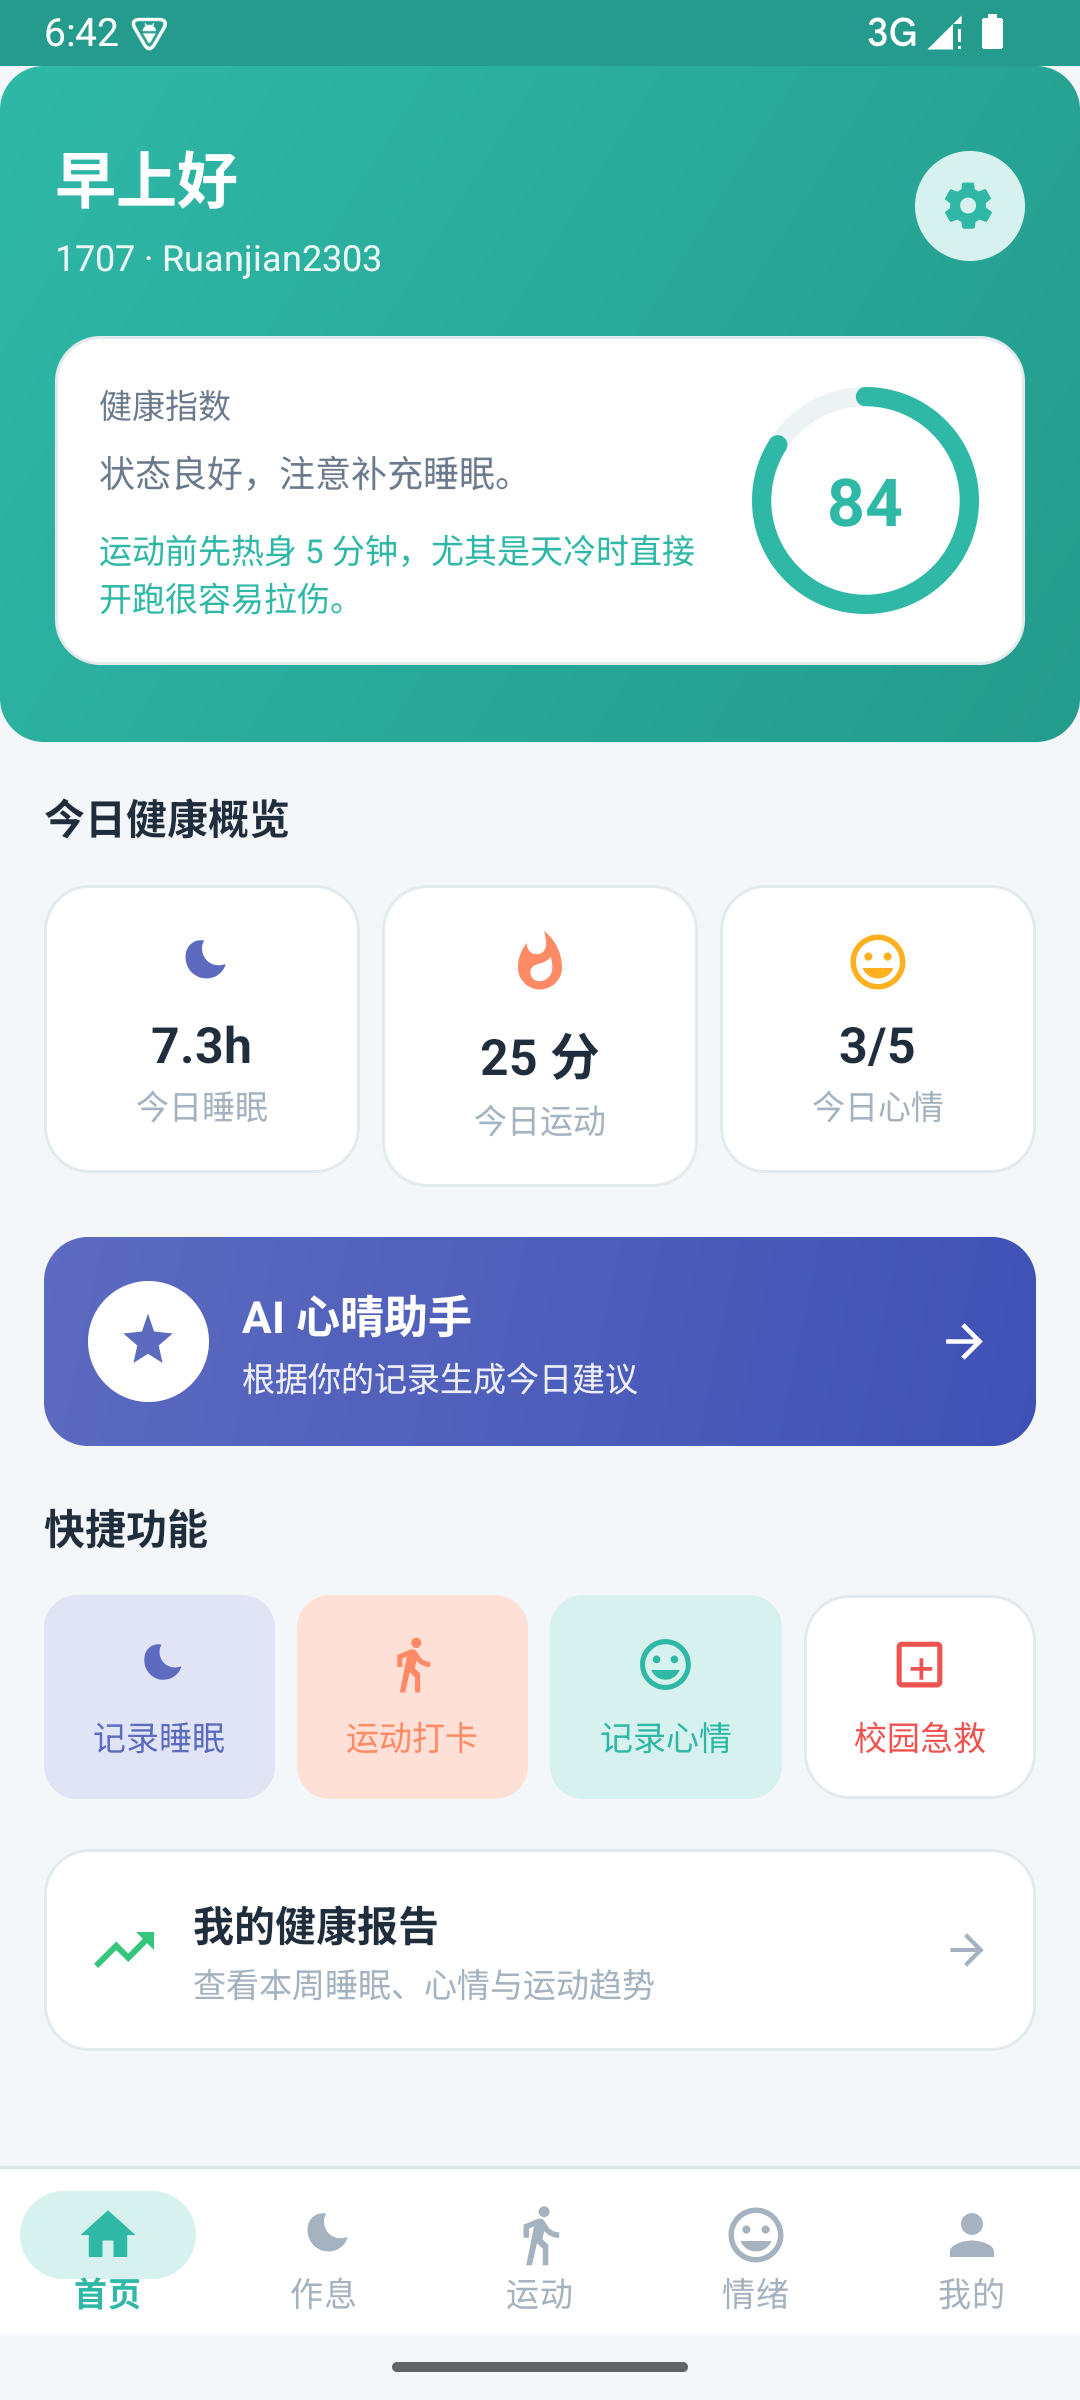 6:42
3G
早上好
1707 · Ruanjian2303
健康指数
状态良好，注意补充睡眠。
运动前先热身 5 分钟，尤其是天冷时直接
开跑很容易拉伤。
84
今日健康概览
7.3h
今日睡眠
25 分
今日运动
3/5
今日心情
AI 心晴助手
根据你的记录生成今日建议
快捷功能
记录睡眠
运动打卡
记录心情
校园急救
我的健康报告
查看本周睡眠、心情与运动趋势
首页
作息
运动
情绪
我的